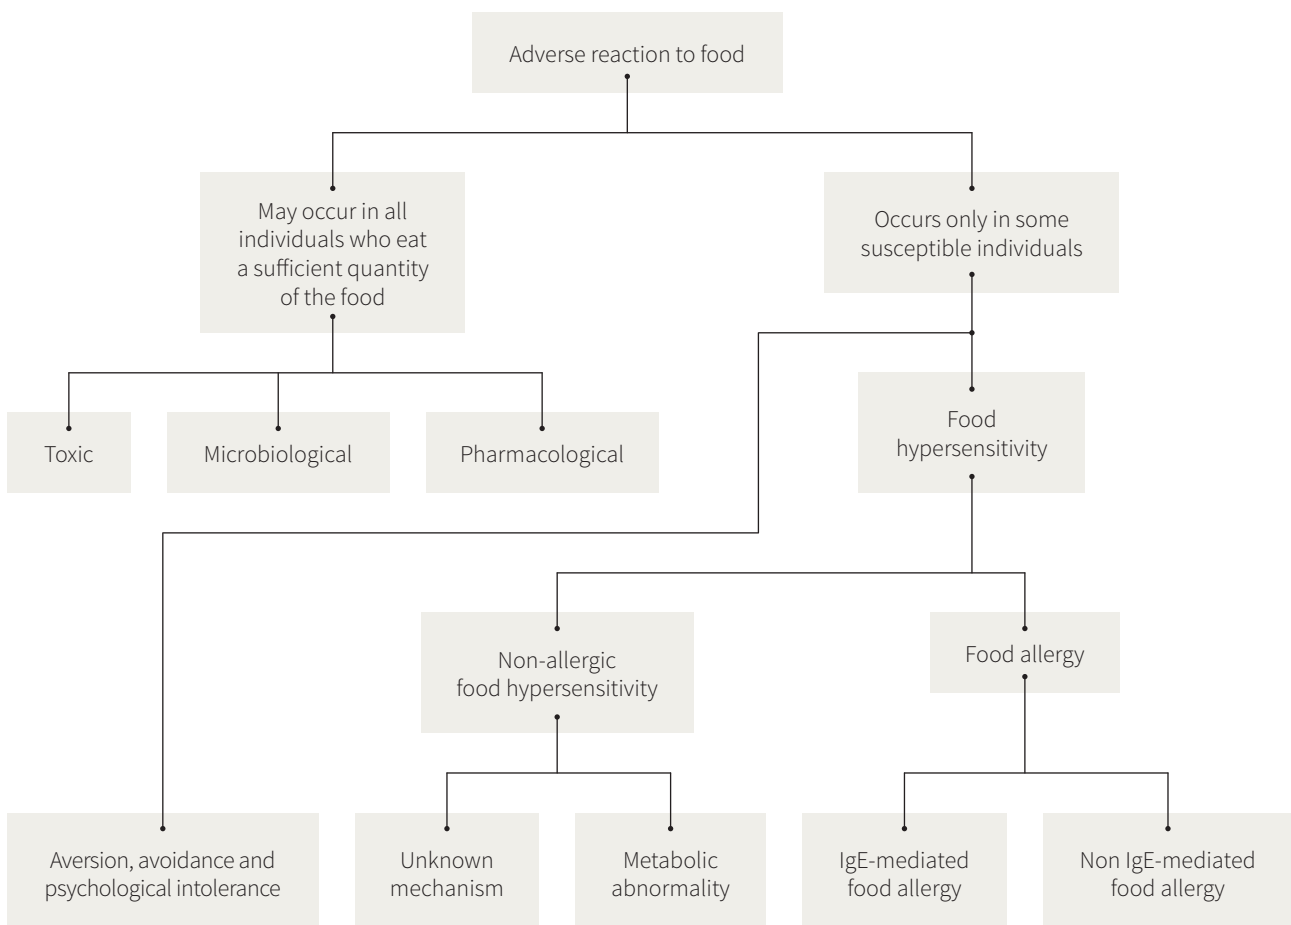 Adverse reaction to food
May occur in all
individuals who eat
a sufficient quantity
of the food
Occurs only in some
susceptible individuals
Toxic
Microbiological
Pharmacological
Food
hypersensitivity
Non-allergic
food hypersensitivity
Food allergy
Aversion, avoidance and
psychological intolerance
Unknown
mechanism
Metabolic
abnormality
IgE-mediated
food allergy
Non IgE-mediated
food allergy